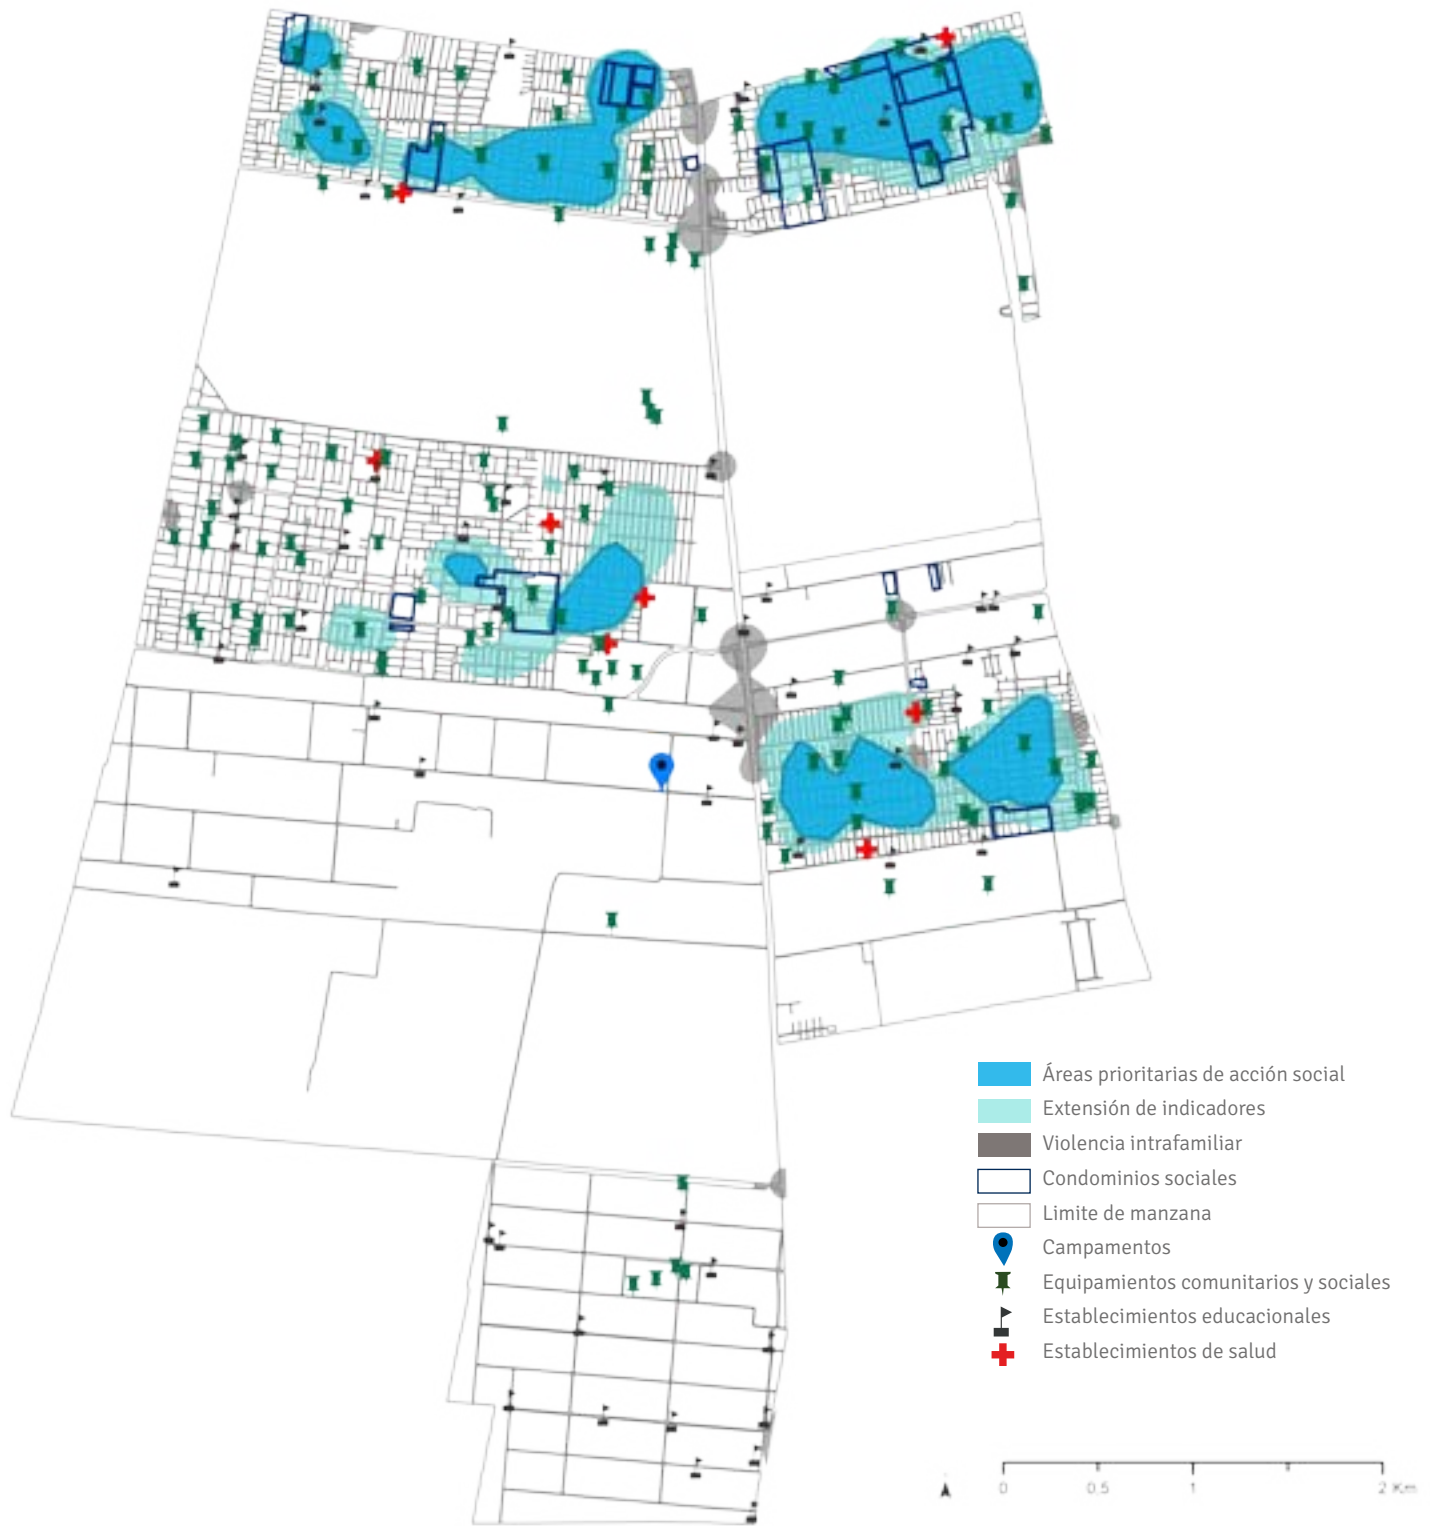 Áreas prioritarias de acción social
Extensión de indicadores
Violencia intrafamiliar
Condominios sociales
Limite de manzana
Campamentos
Equipamientos comunitarios y sociales
Establecimientos educacionales
Establecimientos de salud
0 0.5 1 2 Km